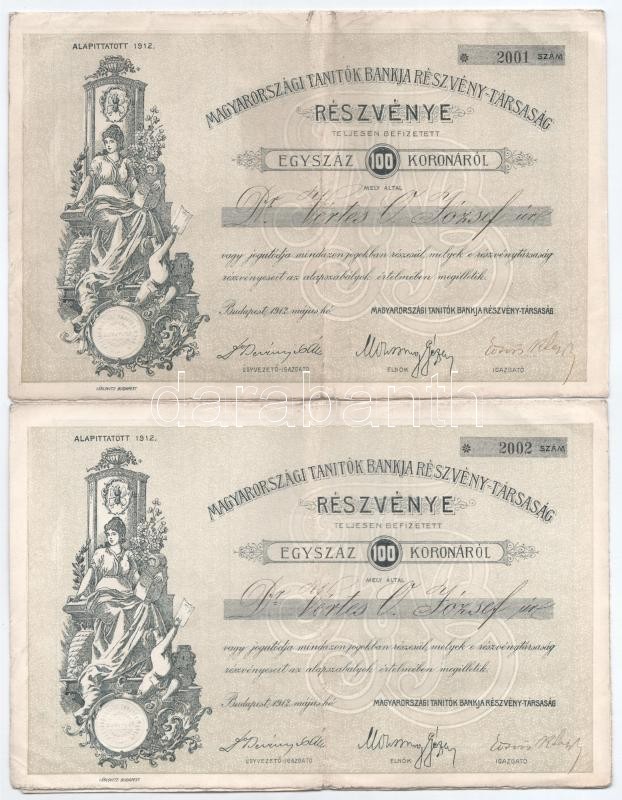 ALAPITTATOTT 1912.
* 2001 SZÁM
MAGYARORSZÁGI TANITÓK BANKJA RÉSZVÉNY-TÁRSASÁG
RÉSZVÉNYE
TELJESEN BEFIZETETT
EGYSZÁZ 100 KORONÁRÓL
MELY ÁLTAL
Dr. Vértes O. József úr
vagy jogutódja mindazon jogokban részesül, melyek e részvénytársaság
részvényeseit az alapszabályok értelmében megilletik.
Budapest, 1912. május hó
MAGYARORSZÁGI TANITÓK BANKJA RÉSZVÉNY-TÁRSASÁG
ÜGYVEZETŐ-IGAZGATÓ
ELNÖK
IGAZGATÓ
darabanth
ALAPITTATOTT 1912.
* 2002 SZÁM
MAGYARORSZÁGI TANITÓK BANKJA RÉSZVÉNY-TÁRSASÁG
RÉSZVÉNYE
TELJESEN BEFIZETETT
EGYSZÁZ 100 KORONÁRÓL
MELY ÁLTAL
Dr. Vértes O. József úr
vagy jogutódja mindazon jogokban részesül, melyek e részvénytársaság
részvényeseit az alapszabályok értelmében megilletik.
Budapest, 1912. május hó
MAGYARORSZÁGI TANITÓK BANKJA RÉSZVÉNY-TÁRSASÁG
ÜGYVEZETŐ-IGAZGATÓ
ELNÖK
IGAZGATÓ